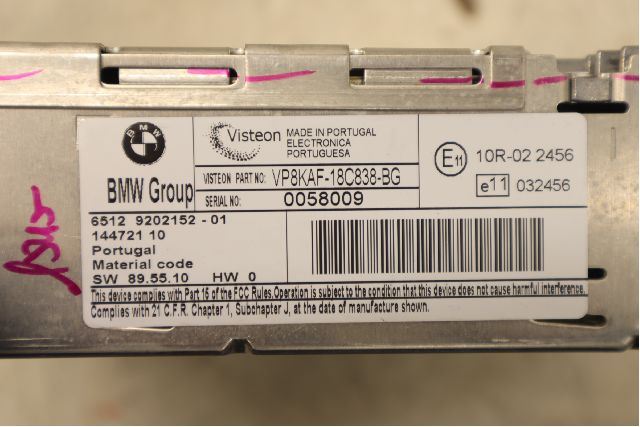 BMW
Visteon
MADE IN PORTUGAL
ELECTRONICA
PORTUGUESA
BMW Group
VISTEON PART NO: VP8KAF-18C838-BG
SERIAL NO: 0058009
E11 10R-02 2456
e11 032456
6512 9202152 - 01
144721 10
Portugal
Material code
SW 89.55.10 HW 0
This device complies with Part 15 of the FCC Rules.Operation is subject to the condition that this device does not cause harmful interference.
Complies with 21 C.F.R. Chapter 1, Subchapter J, at the date of manufacture shown.